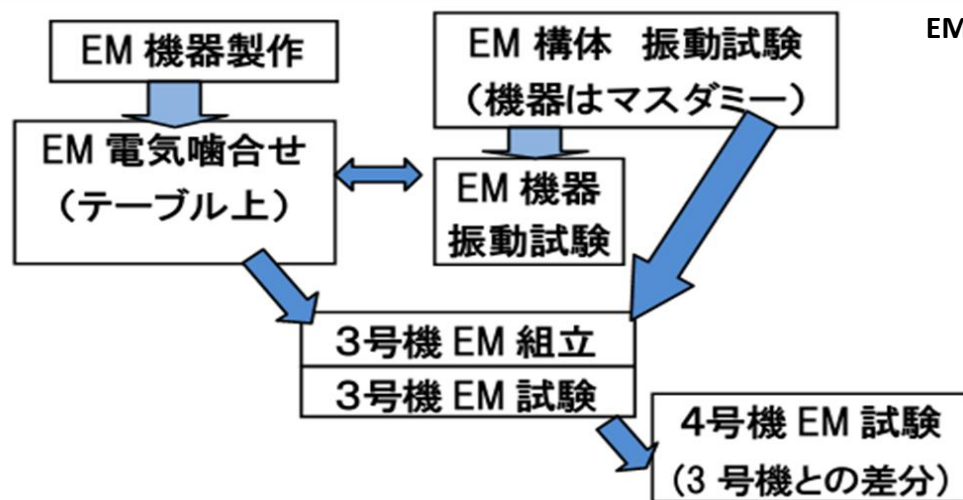 EM 機器製作
EM 構体 振動試験
（機器はマスダミー）
EM
EM 電気噛合せ
（テーブル上）
EM 機器
振動試験
３号機 EM 組立
３号機 EM 試験
４号機 EM 試験
(３号機との差分)